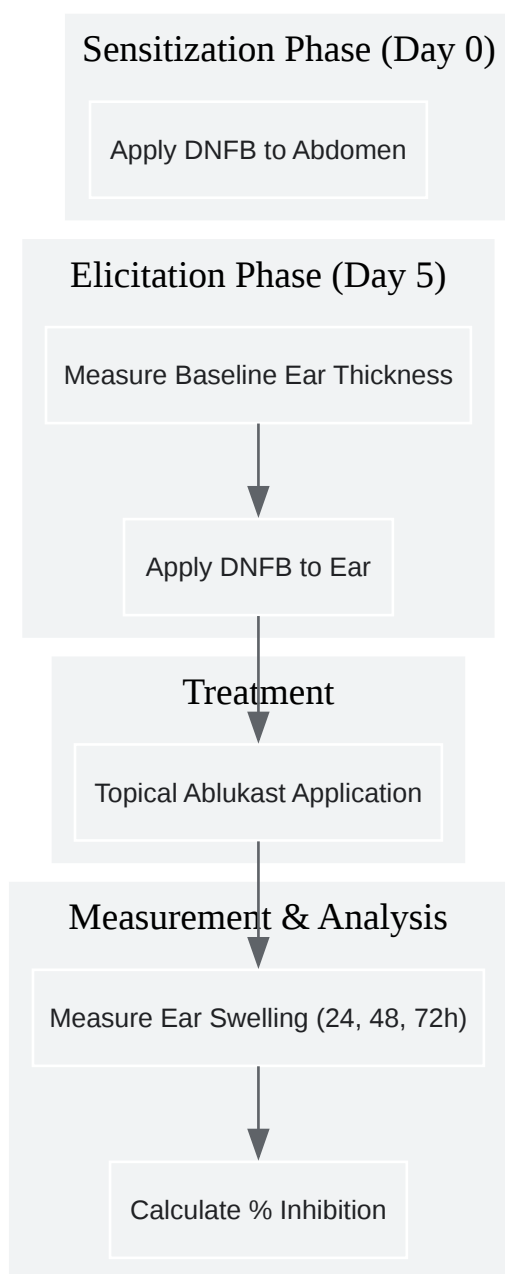 Sensitization Phase (Day 0)
Apply DNFB to Abdomen
Elicitation Phase (Day 5)
Measure Baseline Ear Thickness
Apply DNFB to Ear
Treatment
Topical Ablukast Application
Measurement & Analysis
Measure Ear Swelling (24, 48, 72h)
Calculate % Inhibition